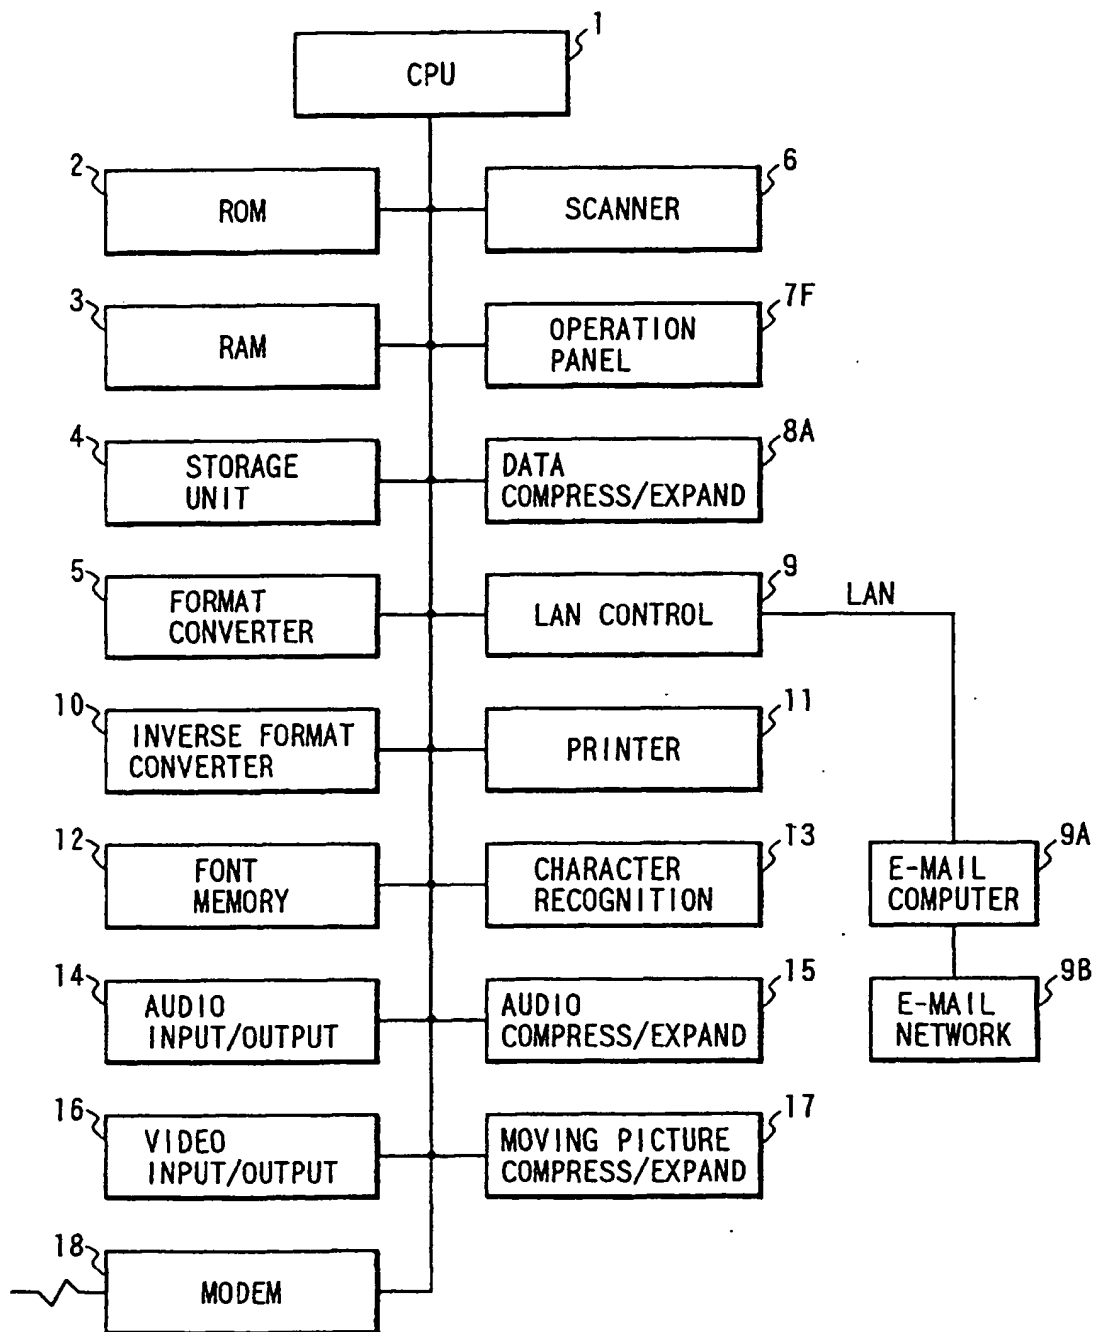 1
CPU
2
ROM
6
SCANNER
3
RAM
7F
OPERATION
PANEL
4
STORAGE
UNIT
8A
DATA
COMPRESS/EXPAND
5
FORMAT
CONVERTER
9
LAN CONTROL
LAN
10
INVERSE FORMAT
CONVERTER
11
PRINTER
12
FONT
MEMORY
13
CHARACTER
RECOGNITION
9A
E-MAIL
COMPUTER
14
AUDIO
INPUT/OUTPUT
15
AUDIO
COMPRESS/EXPAND
9B
E-MAIL
NETWORK
16
VIDEO
INPUT/OUTPUT
17
MOVING PICTURE
COMPRESS/EXPAND
18
MODEM